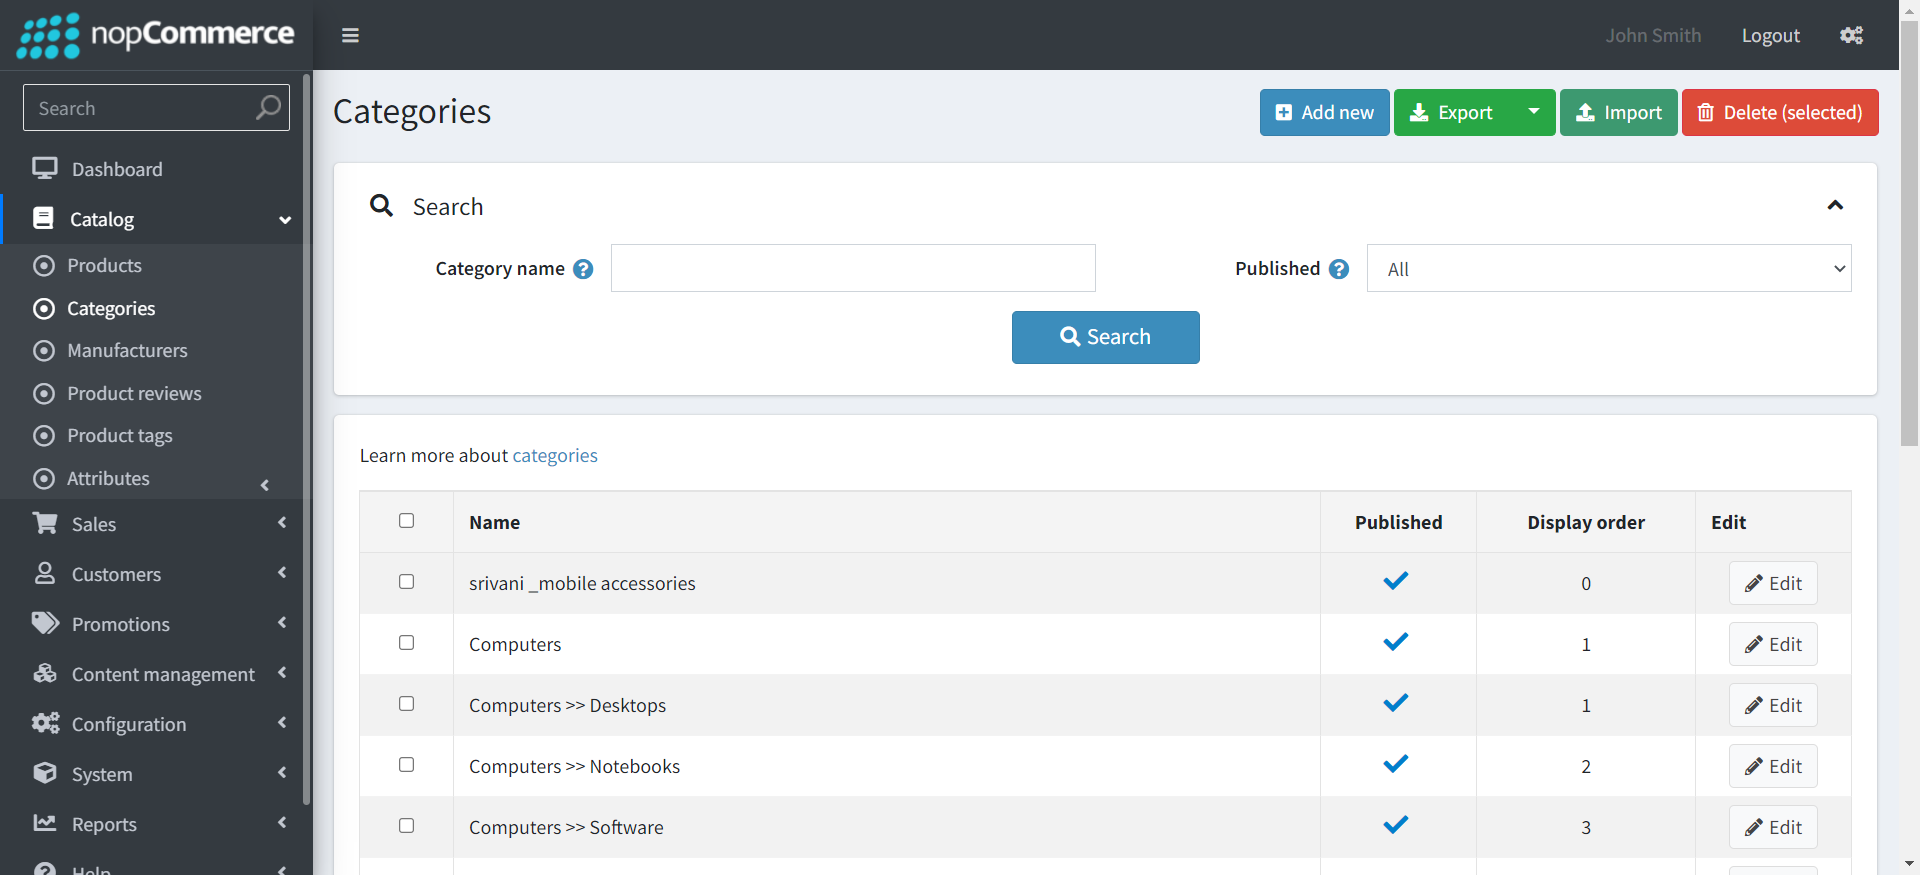 nopCommerce
John Smith
Logout
Search
Dashboard
Catalog
Products
Categories
Manufacturers
Product reviews
Product tags
Attributes
Sales
Customers
Promotions
Content management
Configuration
System
Reports
Help
Categories
Add new
Export
Import
Delete (selected)
Search
Category name ?
Published ?
All
Search
Learn more about categories
Name Published Display order Edit
srivani _mobile accessories 0 Edit
Computers 1 Edit
Computers >> Desktops 1 Edit
Computers >> Notebooks 2 Edit
Computers >> Software 3 Edit